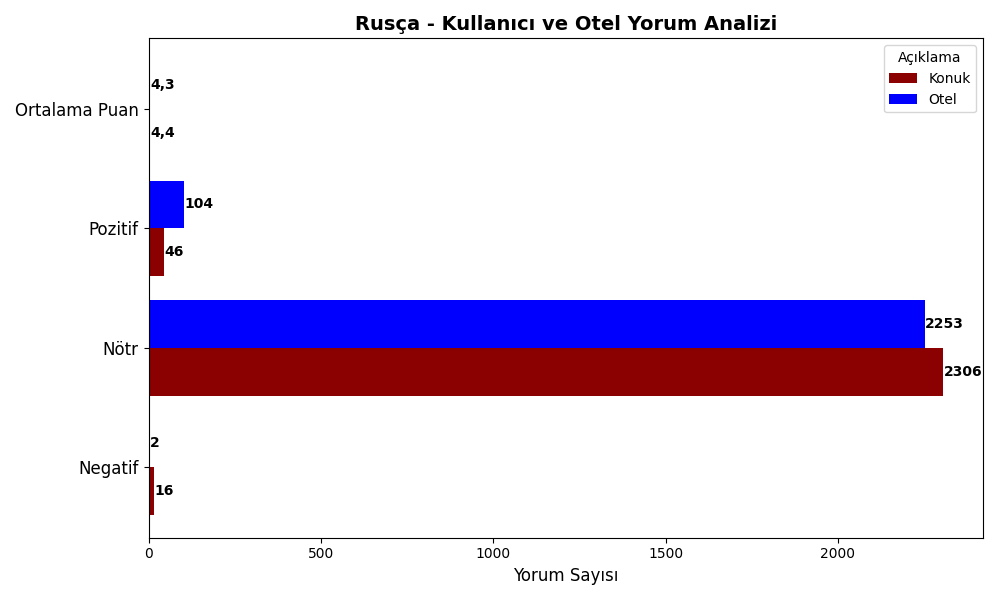 Rusça - Kullanıcı ve Otel Yorum Analizi
Açıklama
Konuk
Otel
Ortalama Puan
4,3
4,4
Pozitif
104
46
Nötr
2253
2306
Negatif
2
16
0
500
1000
1500
2000
Yorum Sayısı